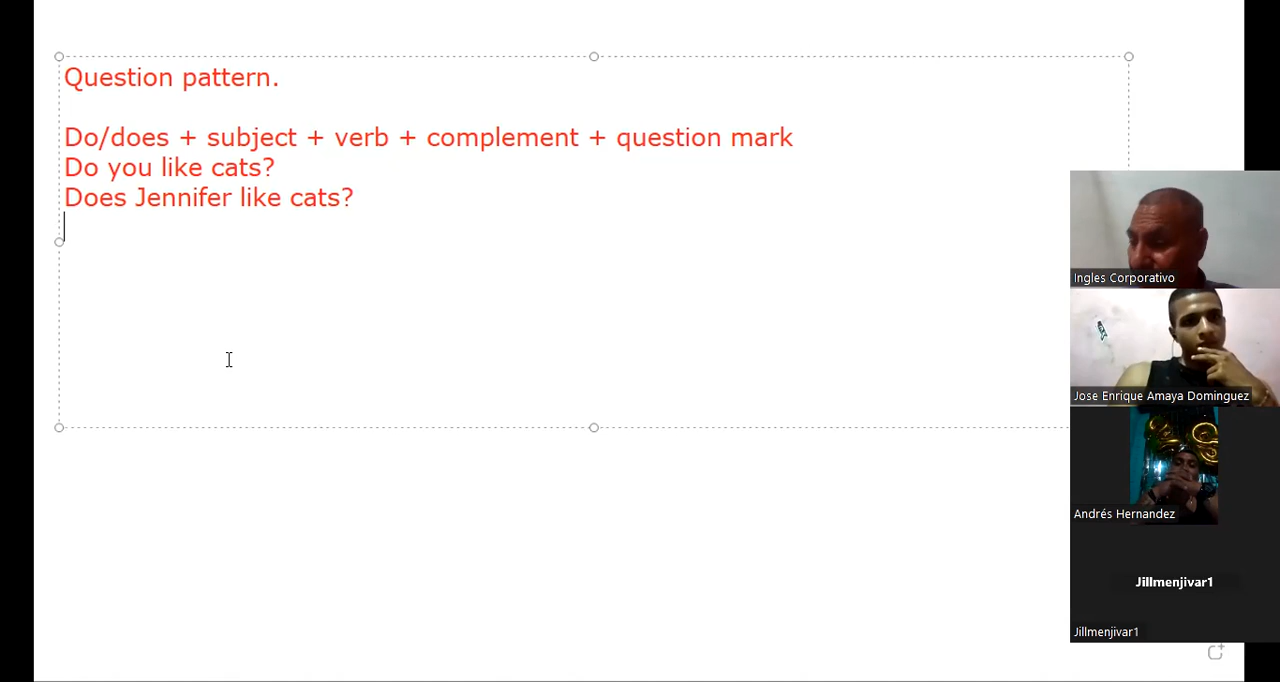 Question pattern.
Do/does + subject + verb + complement + question mark
Do you like cats?
Does Jennifer like cats?
Ingles Corporativo
Jose Enrique Amaya Dominguez
Andrés Hernandez
Jillmenjivar1
Jillmenjivar1